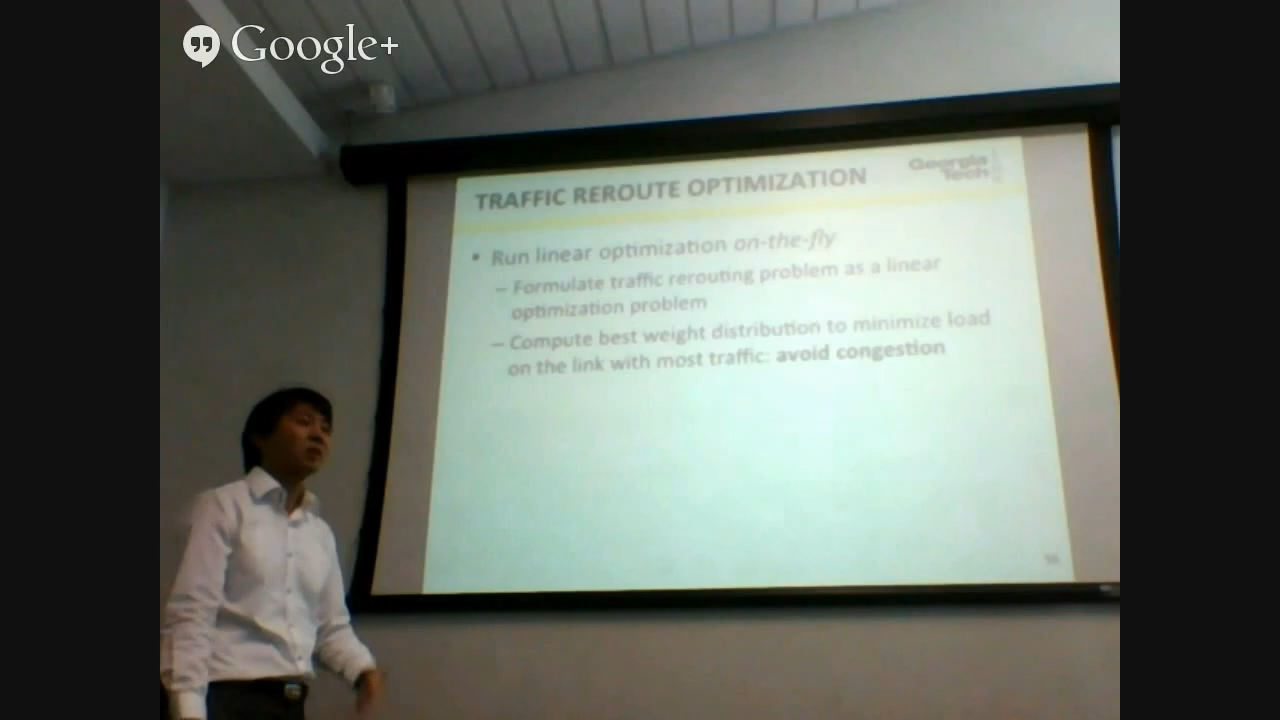 Google+
Georgia
Tech
TRAFFIC REROUTE OPTIMIZATION
• Run linear optimization on-the-fly
– Formulate traffic rerouting problem as a linear
optimization problem
– Compute best weight distribution to minimize load
on the link with most traffic: avoid congestion